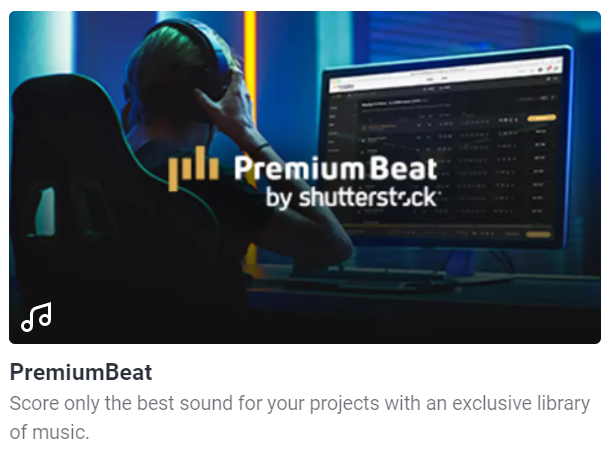 PremiumBeat
by shutterstock
PremiumBeat
Score only the best sound for your projects with an exclusive library
of music.